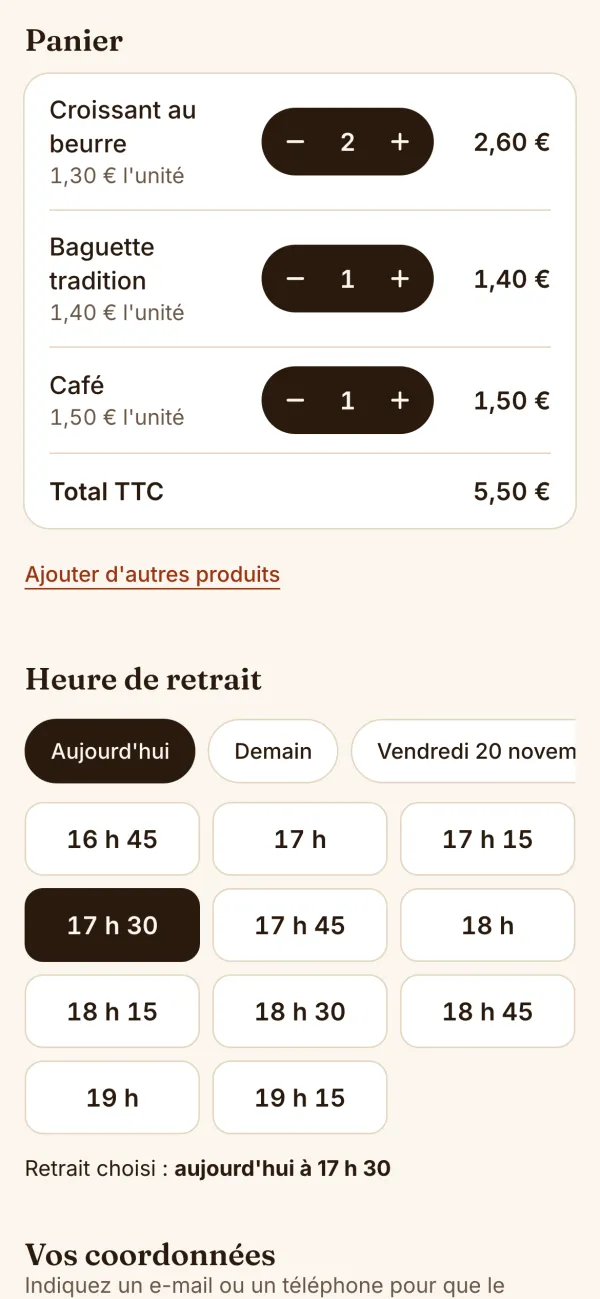 Panier
Croissant au
beurre
1,30 € l'unité
− 2 +
2,60 €
Baguette
tradition
1,40 € l'unité
− 1 +
1,40 €
Café
1,50 € l'unité
− 1 +
1,50 €
Total TTC
5,50 €
Ajouter d'autres produits
Heure de retrait
Aujourd'hui
Demain
Vendredi 20 novem
16 h 45
17 h
17 h 15
17 h 30
17 h 45
18 h
18 h 15
18 h 30
18 h 45
19 h
19 h 15
Retrait choisi : aujourd'hui à 17 h 30
Vos coordonnées
Indiquez un e-mail ou un téléphone pour que le